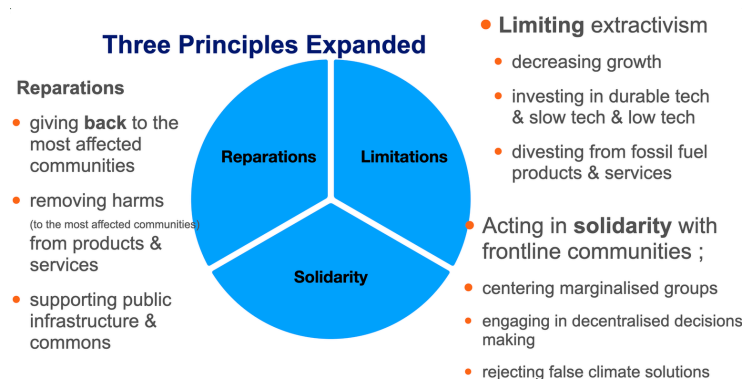 Three Principles Expanded
Reparations
• giving back to the
most affected
communities
• removing harms
(to the most affected communities)
from products &
services
• supporting public
infrastructure &
commons
Reparations
Limitations
Solidarity
• Limiting extractivism
• decreasing growth
• investing in durable tech
& slow tech & low tech
• divesting from fossil fuel
products & services
• Acting in solidarity with
frontline communities ;
• centering marginalised groups
• engaging in decentralised decisions
making
• rejecting false climate solutions